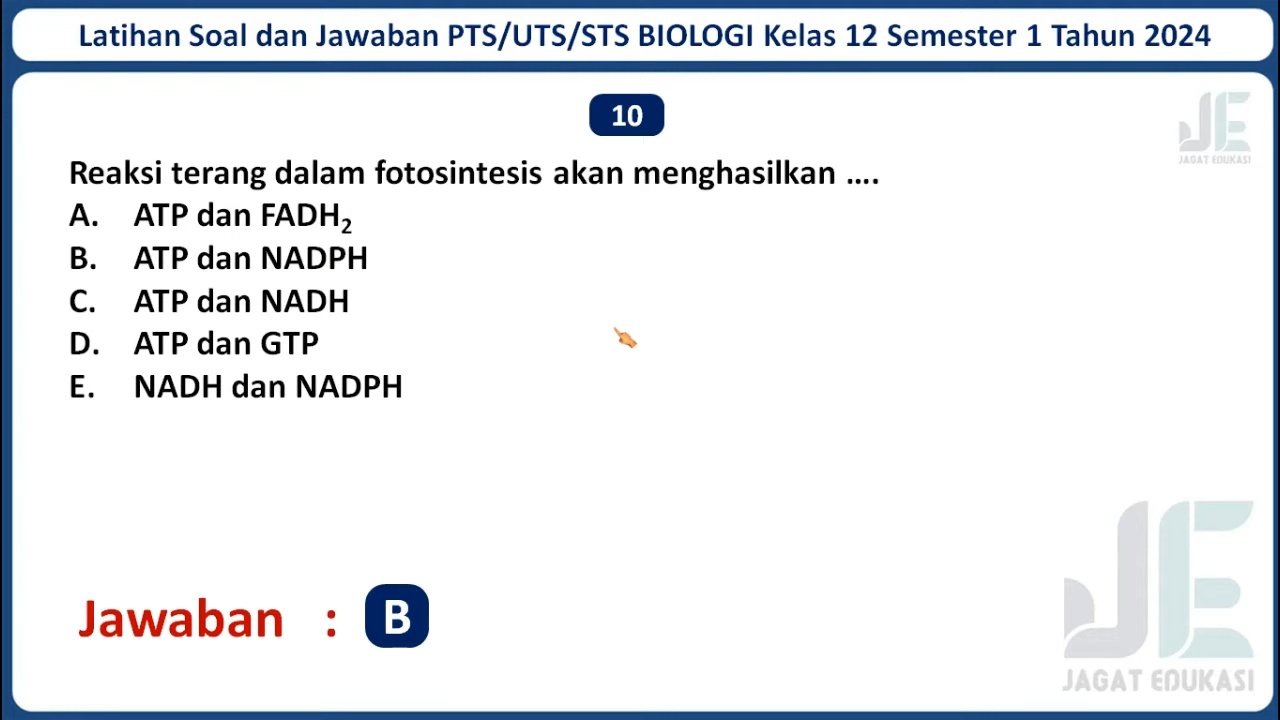 Latihan Soal dan Jawaban PTS/UTS/STS BIOLOGI Kelas 12 Semester 1 Tahun 2024
10
JE
JAGAT EDUKASI
Reaksi terang dalam fotosintesis akan menghasilkan ....
A. ATP dan FADH₂
B. ATP dan NADPH
C. ATP dan NADH
D. ATP dan GTP
E. NADH dan NADPH
Jawaban : B
JE
JAGAT EDUKASI